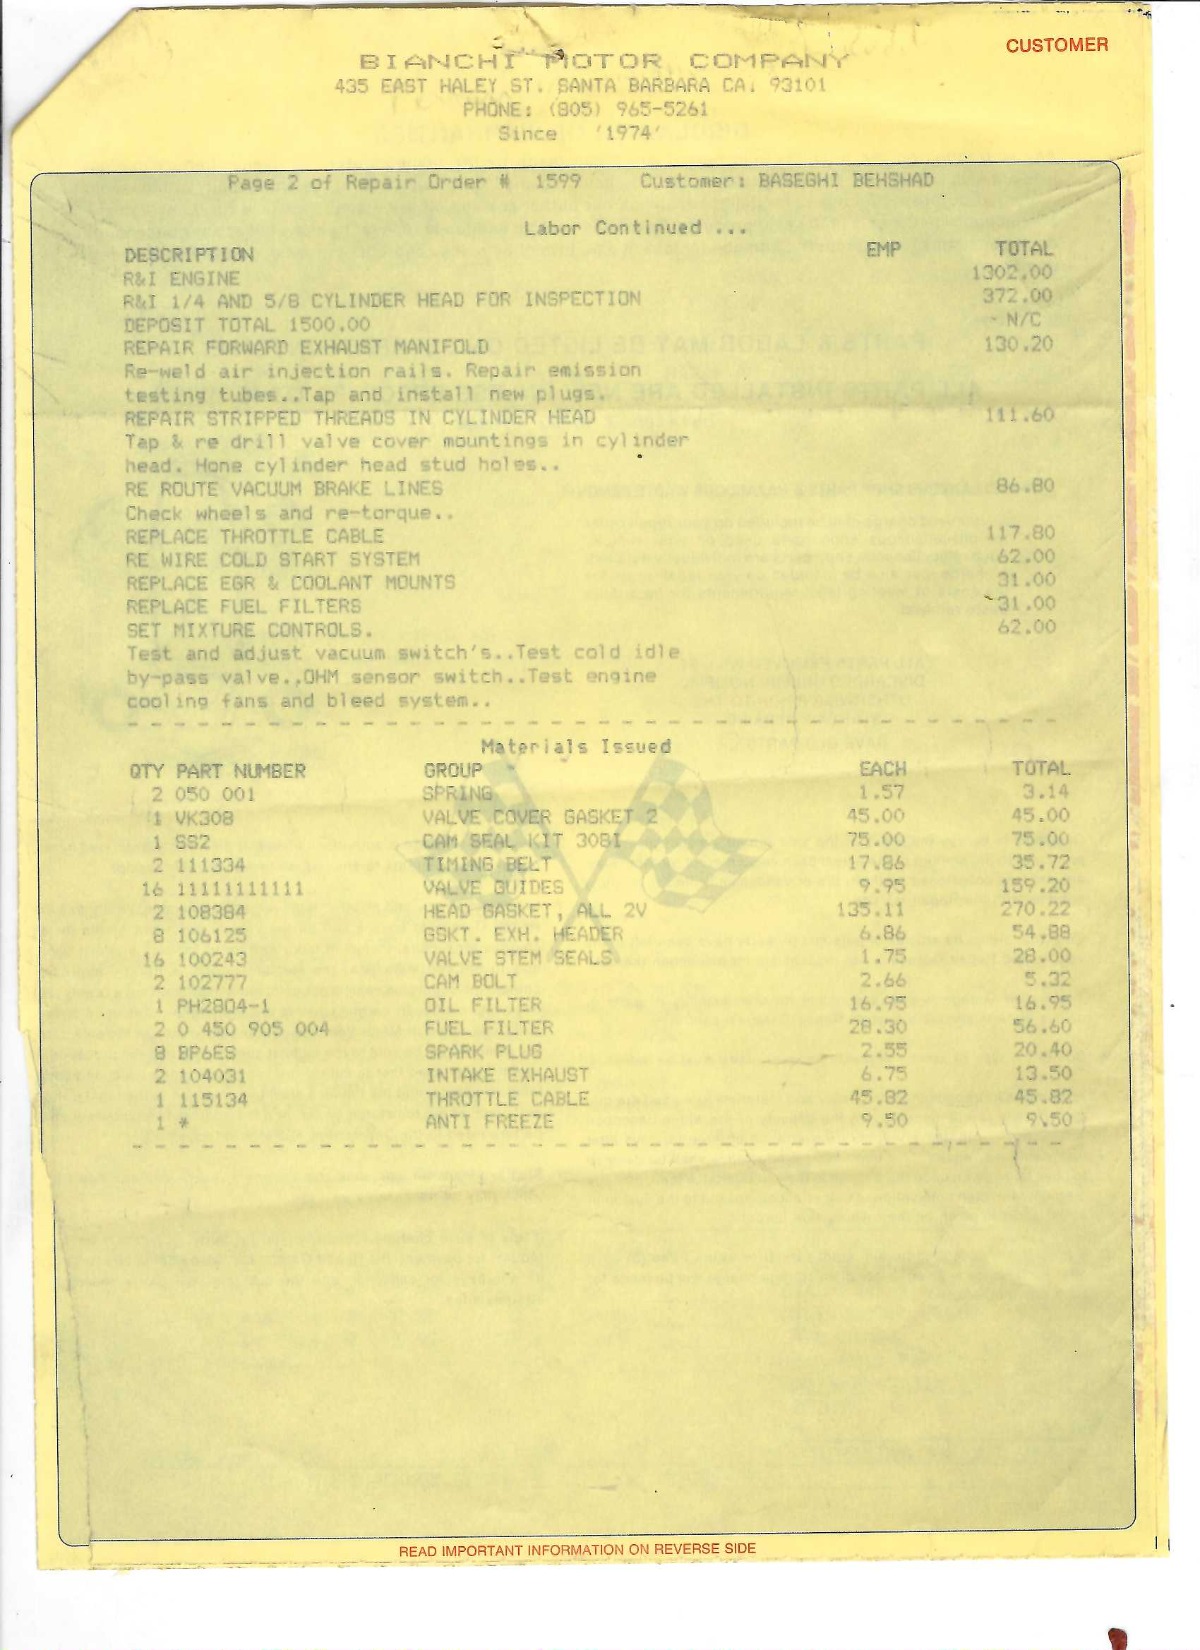 CUSTOMER
BIANCHI MOTOR COMPANY
435 EAST HALEY ST. SANTA BARBARA CA. 93101
PHONE: (805) 965-5261
Since '1974'
Page 2 of Repair Order # 1599 Customer: BASEGHI BEHSHAD
Labor Continued ...
DESCRIPTION EMP TOTAL
R&I ENGINE 1302.00
R&I 1/4 AND 5/8 CYLINDER HEAD FOR INSPECTION 372.00
DEPOSIT TOTAL 1500.00 - N/C
REPAIR FORWARD EXHAUST MANIFOLD 130.20
Re-weld air injection rails. Repair emission
testing tubes..Tap and install new plugs.
REPAIR STRIPPED THREADS IN CYLINDER HEAD 111.60
Tap & re drill valve cover mountings in cylinder
head. Hone cylinder head stud holes..
RE ROUTE VACUUM BRAKE LINES 86.80
Check wheels and re-torque..
REPLACE THROTTLE CABLE 117.80
RE WIRE COLD START SYSTEM 62.00
REPLACE EGR & COOLANT MOUNTS 31.00
REPLACE FUEL FILTERS 31.00
SET MIXTURE CONTROLS. 62.00
Test and adjust vacuum switch's..Test cold idle
by-pass valve..OHM sensor switch..Test engine
cooling fans and bleed system..
Materials Issued
QTY PART NUMBER GROUP EACH TOTAL
2 050 001 SPRING 1.57 3.14
1 VK308 VALVE COVER GASKET 2 45.00 45.00
1 SS2 CAM SEAL KIT 308I 75.00 75.00
2 111334 TIMING BELT 17.86 35.72
16 11111111111 VALVE GUIDES 9.95 159.20
2 108384 HEAD GASKET, ALL 2V 135.11 270.22
8 106125 GSKT. EXH. HEADER 6.86 54.88
16 100243 VALVE STEM SEALS 1.75 28.00
2 102777 CAM BOLT 2.66 5.32
1 PH2804-1 OIL FILTER 16.95 16.95
2 0 450 905 004 FUEL FILTER 28.30 56.60
8 BP6ES SPARK PLUG 2.55 20.40
2 104031 INTAKE EXHAUST 6.75 13.50
1 115134 THROTTLE CABLE 45.82 45.82
1 * ANTI FREEZE 9.50 9.50
READ IMPORTANT INFORMATION ON REVERSE SIDE